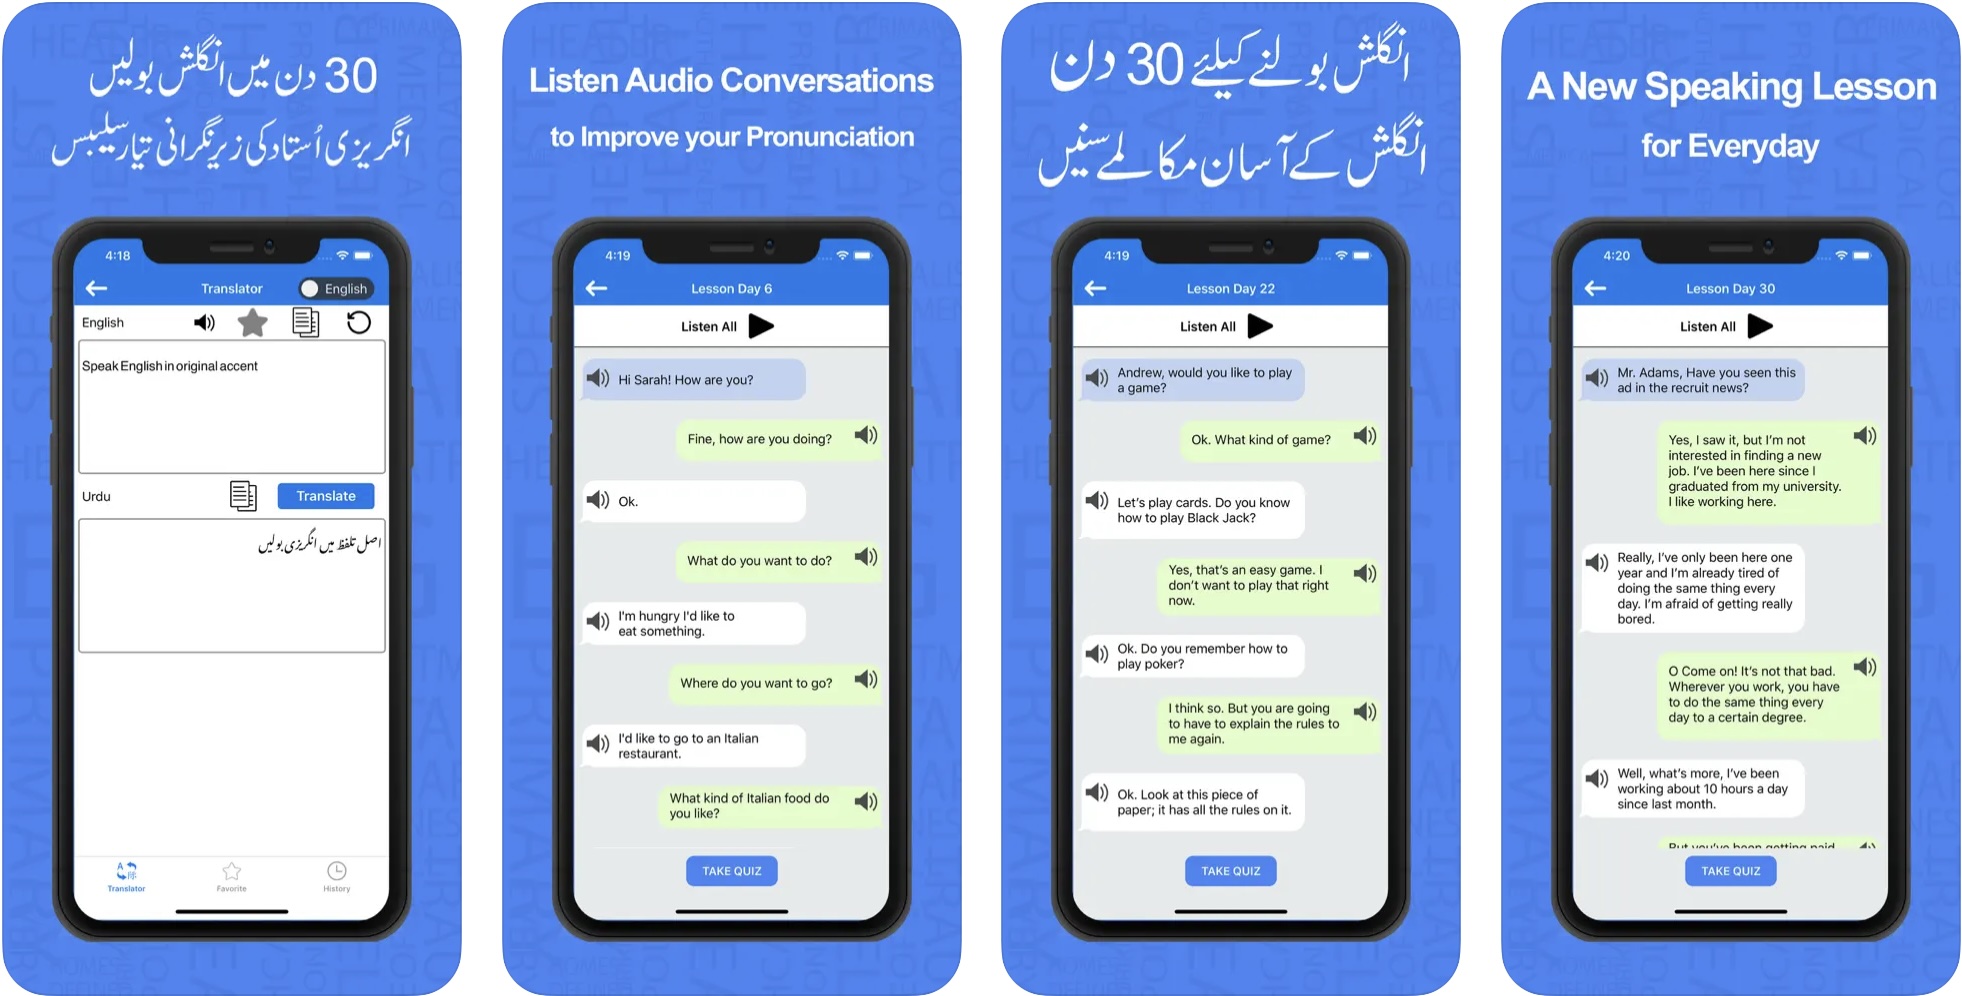 30 دن میں انگلش بولیں
انگریزی اُستاد کی زیرِنگرانی تیار سلیبس
4:18
Translator
English
English
Speak English in original accent
Urdu
Translate
اصل تلفظ میں انگریزی بولیں
Translator
Favorite
History
Listen Audio Conversations
to Improve your Pronunciation
4:19
Lesson Day 6
Listen All
Hi Sarah! How are you?
Fine, how are you doing?
Ok.
What do you want to do?
I'm hungry I'd like to
eat something.
Where do you want to go?
I'd like to go to an Italian
restaurant.
What kind of Italian food do
you like?
TAKE QUIZ
انگلش بولنے کیلئے 30 دن
انگلش کے آسان مکالمے سنیں
4:19
Lesson Day 22
Listen All
Andrew, would you like to play
a game?
Ok. What kind of game?
Let's play cards. Do you know
how to play Black Jack?
Yes, that's an easy game. I
don't want to play that right
now.
Ok. Do you remember how to
play poker?
I think so. But you are going
to have to explain the rules to
me again.
Ok. Look at this piece of
paper; it has all the rules on it.
TAKE QUIZ
A New Speaking Lesson
for Everyday
4:20
Lesson Day 30
Listen All
Mr. Adams, Have you seen this
ad in the recruit news?
Yes, I saw it, but I'm not
interested in finding a new
job. I've been here since I
graduated from my university.
I like working here.
Really, I've only been here one
year and I'm already tired of
doing the same thing every
day. I'm afraid of getting really
bored.
O Come on! It's not that bad.
Wherever you work, you have
to do the same thing every
day to a certain degree.
Well, what's more, I've been
working about 10 hours a day
since last month.
But you've been getting paid
TAKE QUIZ